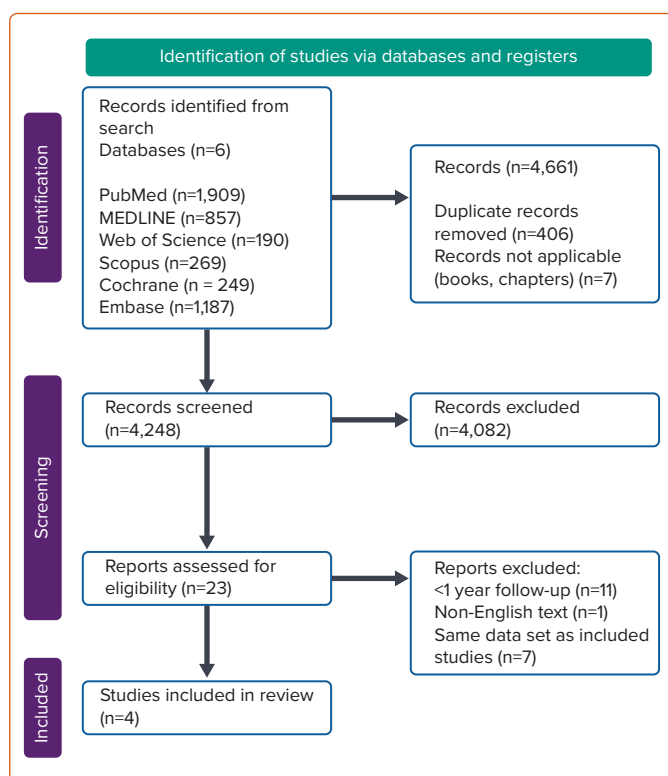 Identification of studies via databases and registers
Identification
Records identified from
search
Databases (n=6)
PubMed (n=1,909)
MEDLINE (n=857)
Web of Science (n=190)
Scopus (n=269)
Cochrane (n = 249)
Embase (n=1,187)
Records (n=4,661)
Duplicate records
removed (n=406)
Records not applicable
(books, chapters) (n=7)
Screening
Records screened
(n=4,248)
Records excluded
(n=4,082)
Reports assessed for
eligibility (n=23)
Reports excluded:
<1 year follow-up (n=11)
Non-English text (n=1)
Same data set as included
studies (n=7)
Included
Studies included in review
(n=4)